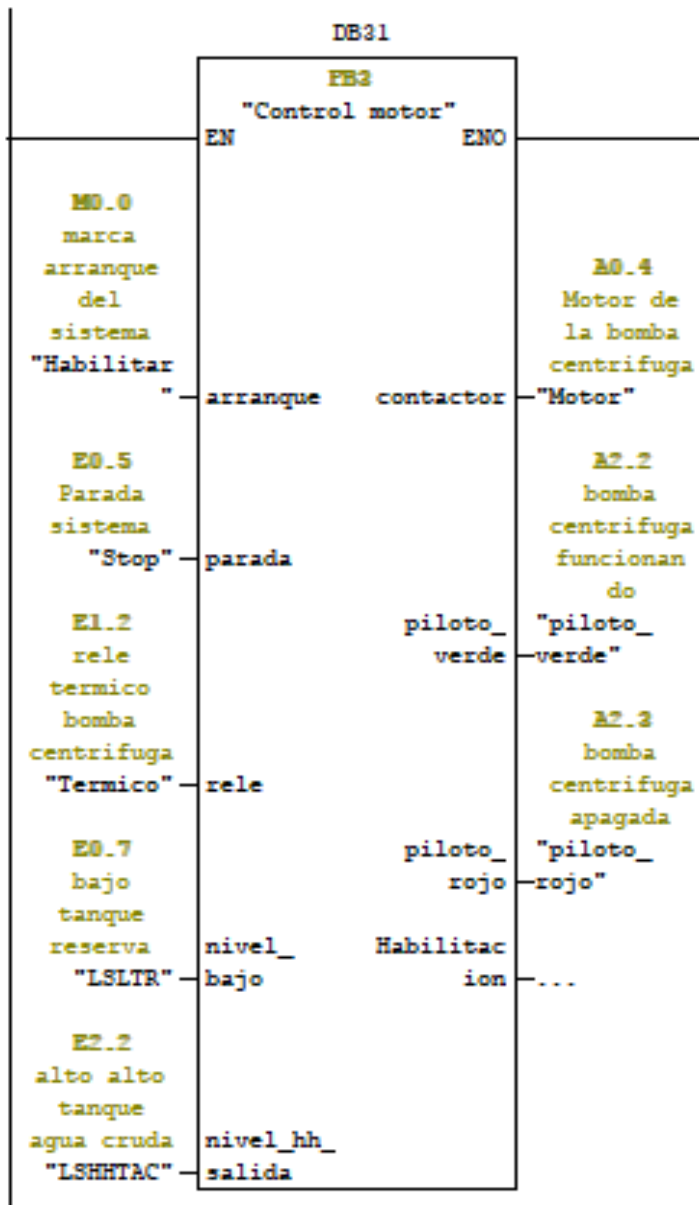 DB31
FB3
"Control motor"
EN ENO
M0.0
marca
arranque
del
sistema
"Habilitar
"
arranque
E0.5
Parada
sistema
"Stop" parada
E1.2
rele
termico
bomba
centrifuga
"Termico" rele
E0.7
bajo
tanque
reserva
"LSLTR"
nivel_
bajo
E2.2
alto alto
tanque
agua cruda
"LSHHTAC"
nivel_hh_
salida
A0.4
Motor de
la bomba
centrifuga
contactor "Motor"
A2.2
bomba
centrifuga
funcionan
do
piloto_
verde
"piloto_
verde"
A2.3
bomba
centrifuga
apagada
piloto_
rojo
"piloto_
rojo"
Habilitac
ion ...